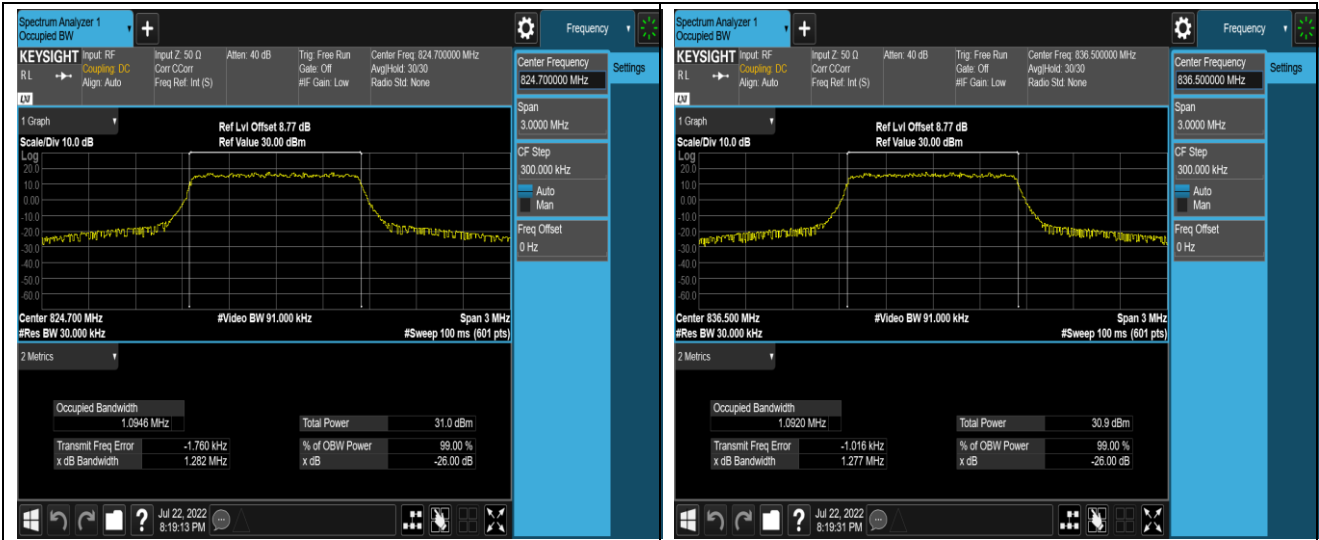 Spectrum Analyzer 1
Occupied BW
+
Frequency
KEYSIGHT Input: RF Input Z: 50 Ω Atten: 40 dB Trig: Free Run Center Freq: 824.700000 MHz
Coupling: DC Corr CCorr Gate: Off Avg|Hold: 30/30
RL Align: Auto Freq Ref: Int (S) #IF Gain: Low Radio Std: None
LXI
Center Frequency
824.700000 MHz
Settings
Span
3.0000 MHz
CF Step
300.000 kHz
Auto
Man
Freq Offset
0 Hz
1 Graph
Ref Lvl Offset 8.77 dB
Scale/Div 10.0 dB Ref Value 30.00 dBm
Log
20.0
10.0
0.00
-10.0
-20.0
-30.0
-40.0
-50.0
-60.0
Center 824.700 MHz #Video BW 91.000 kHz Span 3 MHz
#Res BW 30.000 kHz #Sweep 100 ms (601 pts)
2 Metrics
Occupied Bandwidth
1.0946 MHz Total Power 31.0 dBm
Transmit Freq Error -1.760 kHz % of OBW Power 99.00 %
x dB Bandwidth 1.282 MHz x dB -26.00 dB
? Jul 22, 2022
8:19:13 PM
Spectrum Analyzer 1
Occupied BW
+
Frequency
KEYSIGHT Input: RF Input Z: 50 Ω Atten: 40 dB Trig: Free Run Center Freq: 836.500000 MHz
Coupling: DC Corr CCorr Gate: Off Avg|Hold: 30/30
RL Align: Auto Freq Ref: Int (S) #IF Gain: Low Radio Std: None
LXI
Center Frequency
836.500000 MHz
Settings
Span
3.0000 MHz
CF Step
300.000 kHz
Auto
Man
Freq Offset
0 Hz
1 Graph
Ref Lvl Offset 8.77 dB
Scale/Div 10.0 dB Ref Value 30.00 dBm
Log
20.0
10.0
0.00
-10.0
-20.0
-30.0
-40.0
-50.0
-60.0
Center 836.500 MHz #Video BW 91.000 kHz Span 3 MHz
#Res BW 30.000 kHz #Sweep 100 ms (601 pts)
2 Metrics
Occupied Bandwidth
1.0920 MHz Total Power 30.9 dBm
Transmit Freq Error -1.016 kHz % of OBW Power 99.00 %
x dB Bandwidth 1.277 MHz x dB -26.00 dB
? Jul 22, 2022
8:19:31 PM